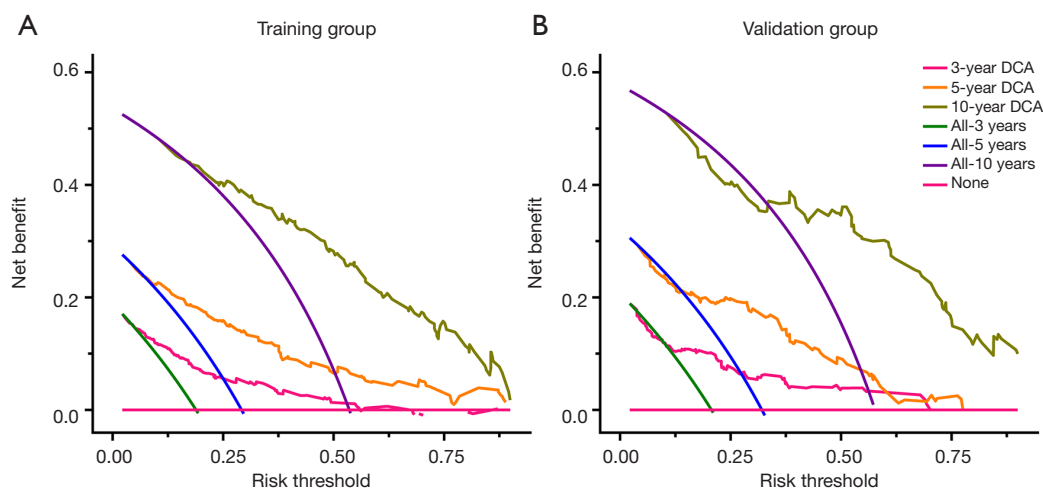 A
Training group
Net benefit
0.6
0.4
0.2
0.0
0.00 0.25 0.50 0.75
Risk threshold
B
Validation group
Net benefit
0.6
0.4
0.2
0.0
0.00 0.25 0.50 0.75
Risk threshold
3-year DCA
5-year DCA
10-year DCA
All-3 years
All-5 years
All-10 years
None